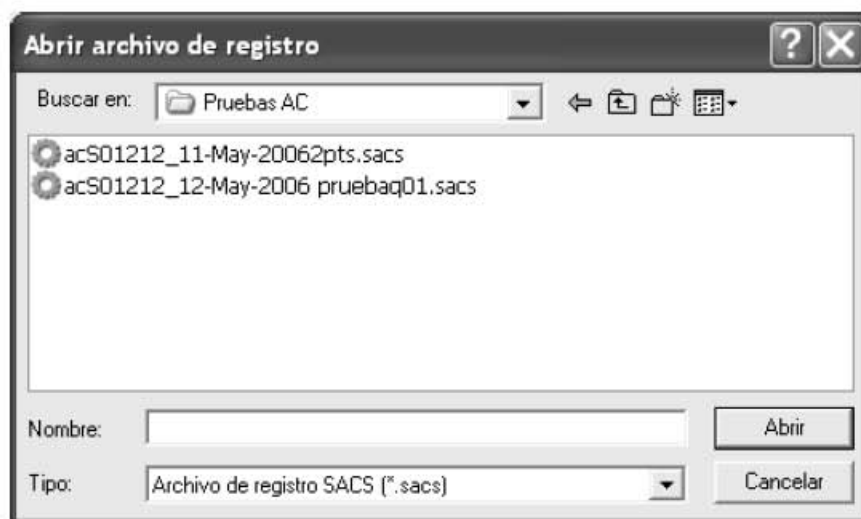 Abrir archivo de registro
Buscar en: Pruebas AC
acS01212_11-May-20062pts.sacs
acS01212_12-May-2006 pruebaq01.sacs
Nombre: Abrir
Tipo: Archivo de registro SACS (*.sacs) Cancelar